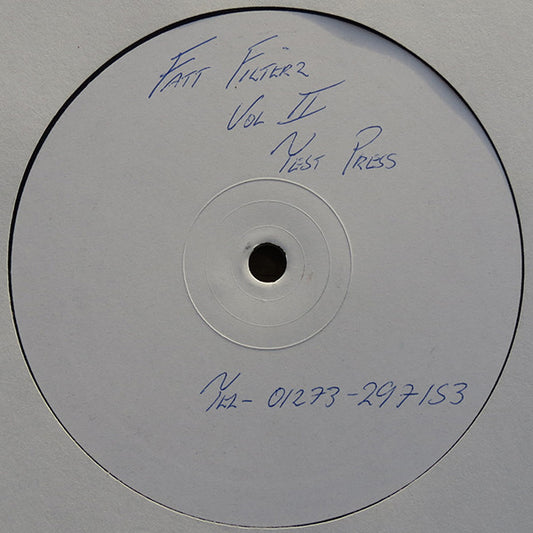 FATT FILTERZ
VOL II
TEST PRESS
TEL- 01273-297153